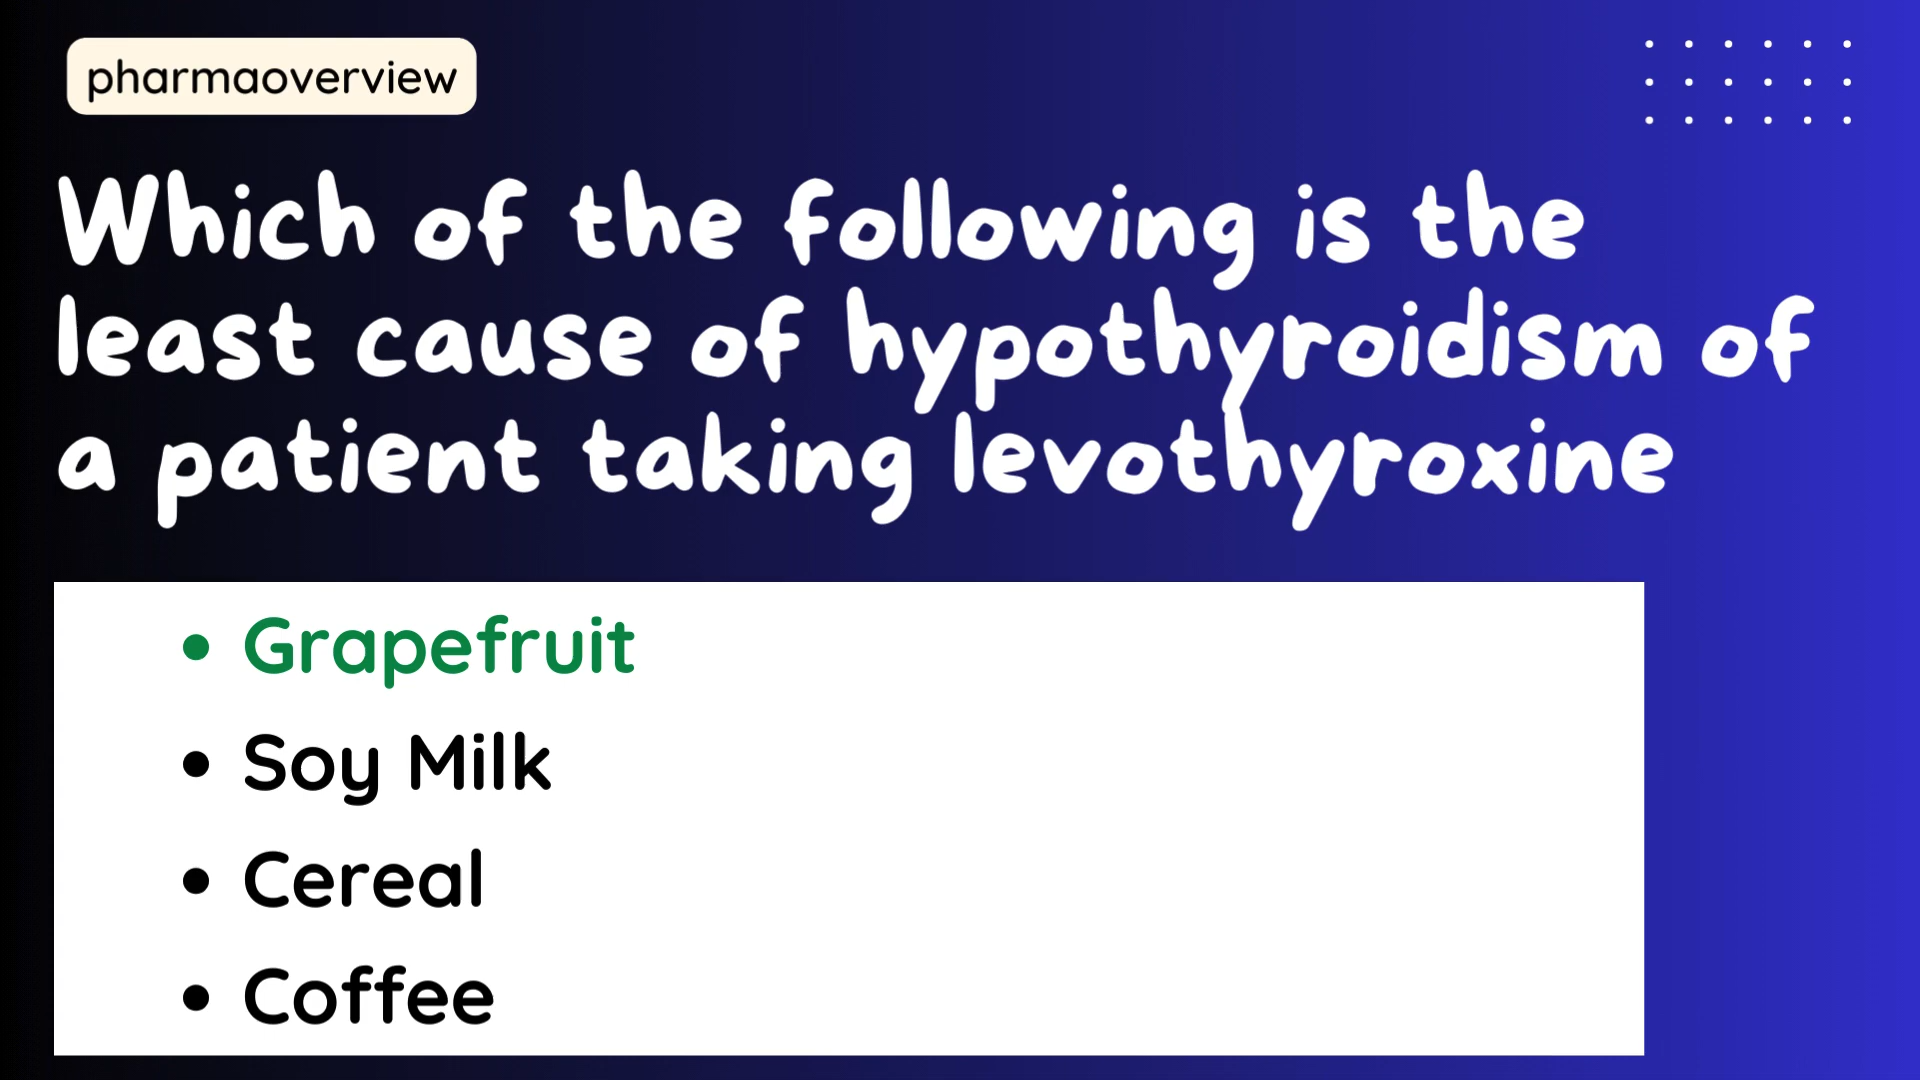 pharmaoverview
Which of the following is the
least cause of hypothyroidism of
a patient taking levothyroxine
• Grapefruit
• Soy Milk
• Cereal
• Coffee